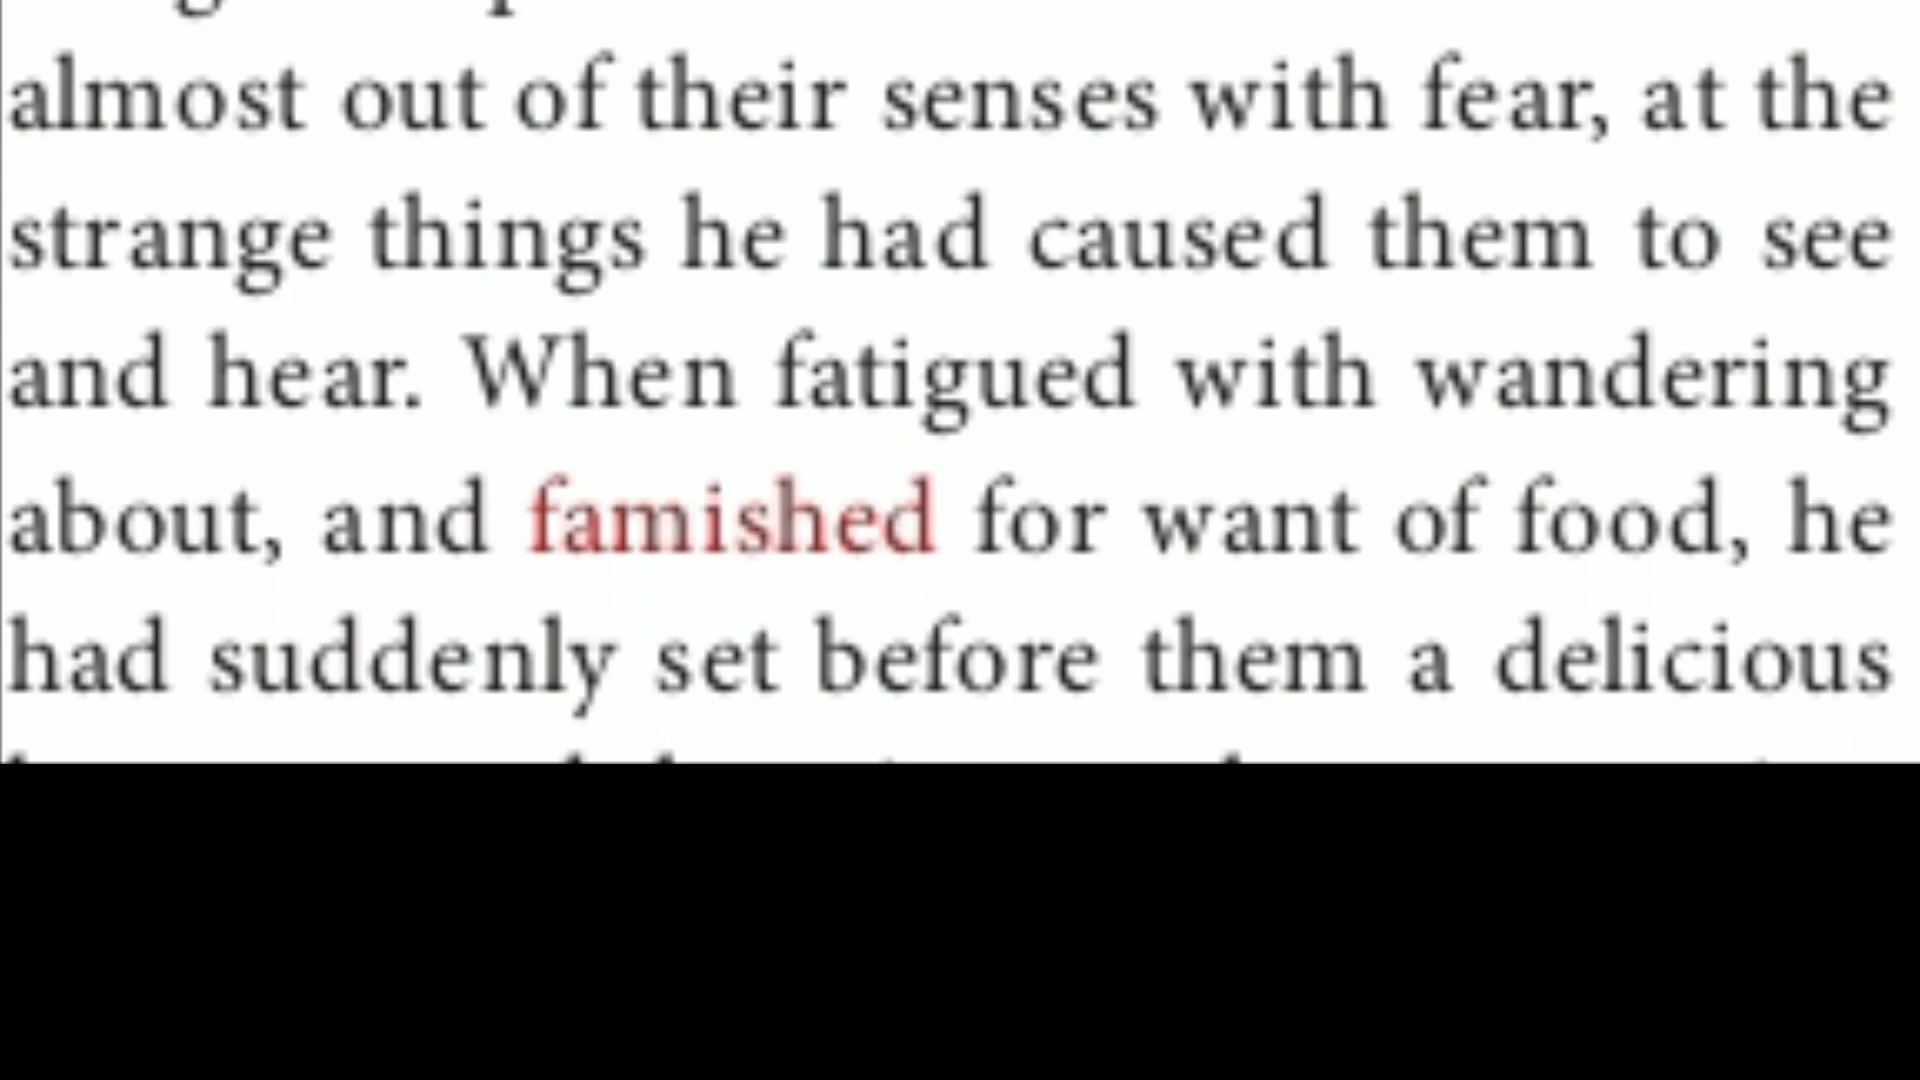 almost out of their senses with fear, at the
strange things he had caused them to see
and hear. When fatigued with wandering
about, and famished for want of food, he
had suddenly set before them a delicious